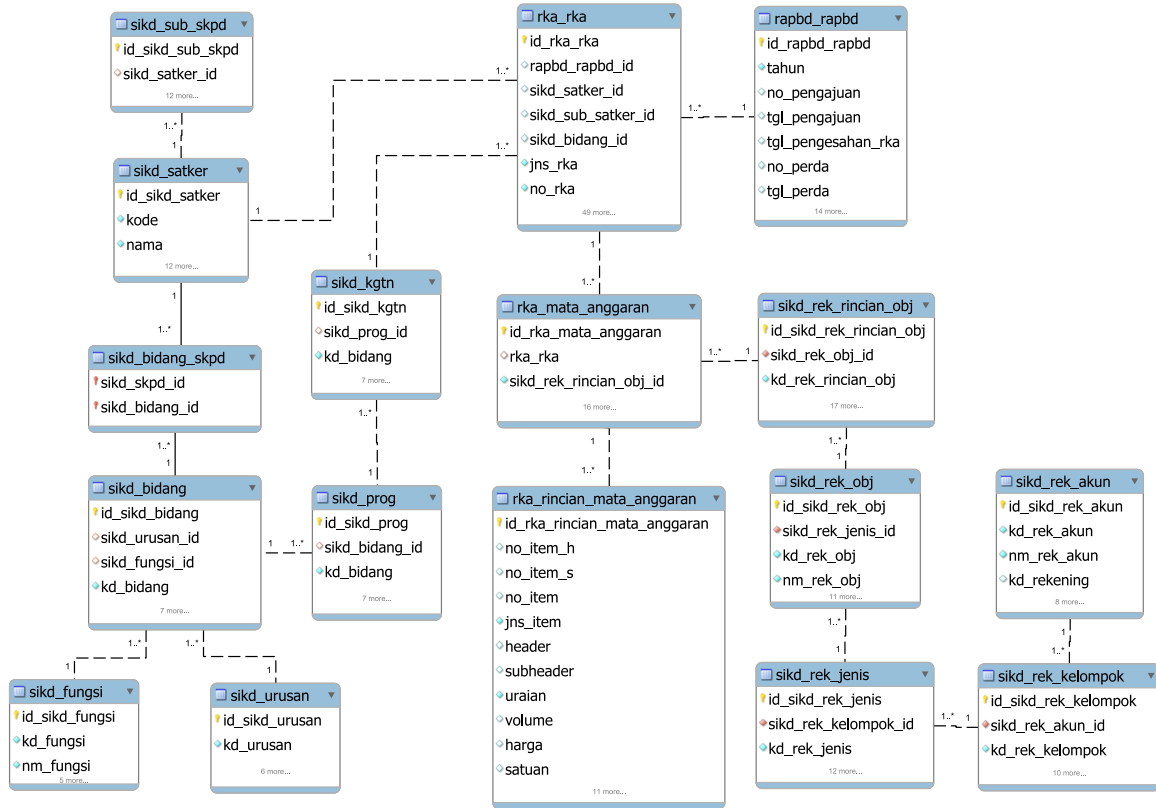 sikd_sub_skpd
id_sikd_sub_skpd
sikd_satker_id
12 more...
1..*
1
sikd_satker
id_sikd_satker
kode
nama
12 more...
1
1..*
sikd_bidang_skpd
sikd_skpd_id
sikd_bidang_id
1..*
1
sikd_bidang
id_sikd_bidang
sikd_urusan_id
sikd_fungsi_id
kd_bidang
7 more...
1..*
1..*
1
1
sikd_fungsi
id_sikd_fungsi
kd_fungsi
nm_fungsi
5 more...
sikd_urusan
id_sikd_urusan
kd_urusan
6 more...
1
1..*
sikd_kgtn
id_sikd_kgtn
sikd_prog_id
kd_bidang
7 more...
1
1..*
1..*
1
sikd_prog
id_sikd_prog
sikd_bidang_id
kd_bidang
7 more...
1
1..*
rka_rka
id_rka_rka
rapbd_rapbd_id
sikd_satker_id
sikd_sub_satker_id
sikd_bidang_id
jns_rka
no_rka
49 more...
1..*
1
rapbd_rapbd
id_rapbd_rapbd
tahun
no_pengajuan
tgl_pengajuan
tgl_pengesahan_rka
no_perda
tgl_perda
14 more...
1
1..*
rka_mata_anggaran
id_rka_mata_anggaran
rka_rka
sikd_rek_rincian_obj_id
16 more...
1..*
1
sikd_rek_rincian_obj
id_sikd_rek_rincian_obj
sikd_rek_obj_id
kd_rek_rincian_obj
17 more...
1
1..*
rka_rincian_mata_anggaran
id_rka_rincian_mata_anggaran
no_item_h
no_item_s
no_item
jns_item
header
subheader
uraian
volume
harga
satuan
11 more...
1..*
1
sikd_rek_obj
id_sikd_rek_obj
sikd_rek_jenis_id
kd_rek_obj
nm_rek_obj
11 more...
1..*
1
sikd_rek_jenis
id_sikd_rek_jenis
sikd_rek_kelompok_id
kd_rek_jenis
12 more...
1..*
1
sikd_rek_akun
id_sikd_rek_akun
kd_rek_akun
nm_rek_akun
kd_rekening
8 more...
1
1..*
sikd_rek_kelompok
id_sikd_rek_kelompok
sikd_rek_akun_id
kd_rek_kelompok
10 more...